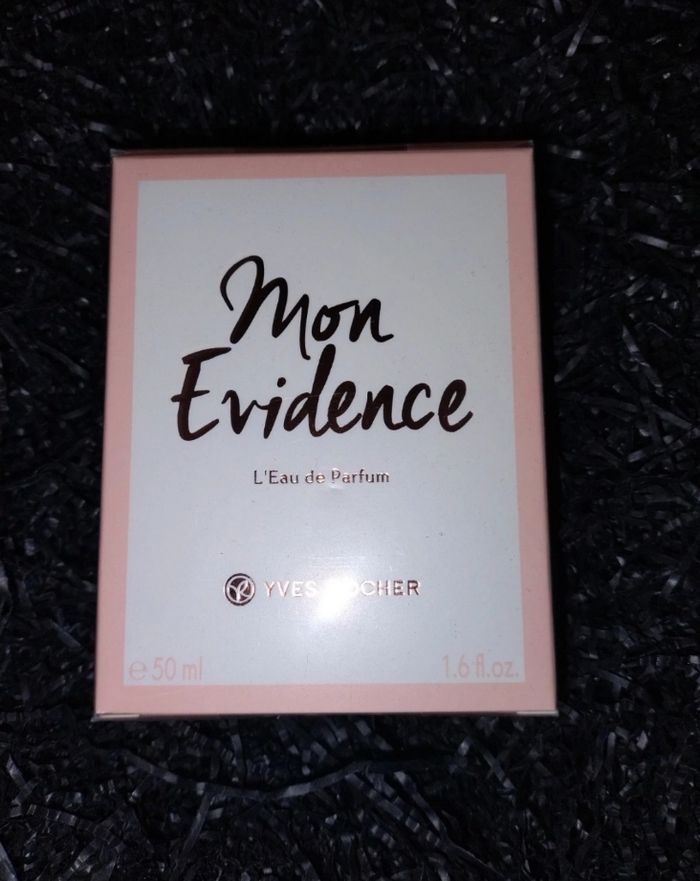 Mon
Evidence
L'Eau de Parfum
YVES ROCHER
e 50 ml
1.6 fl.oz.